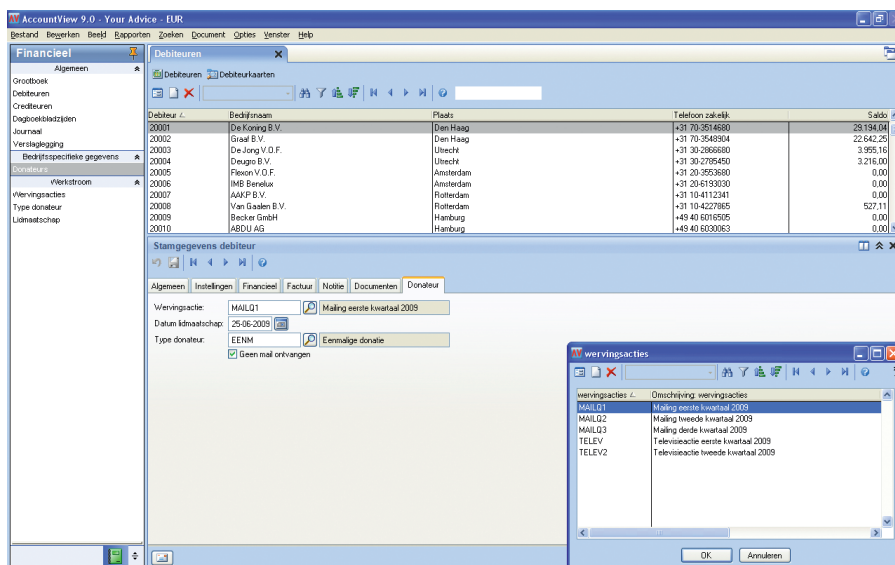 AccountView 9.0 - Your Advice - EUR
Bestand Bewerken Beeld Rapporten Zoeken Document Opties Venster Help
Financieel
Algemeen
Grootboek
Debiteuren
Crediteuren
Dagboekbladzijden
Journaal
Verslaglegging
Bedrijfsspecifieke gegevens
Donateurs
Werkstroom
Wervingsacties
Type donateur
Lidmaatschap
Debiteuren
Debiteuren Debiteurkaarten
Debiteur Bedrijfsnaam Plaats Telefoon zakelijk Saldo
20001 De Koning B.V. Den Haag +31 70-3514680 29.194,04
20002 Graaf B.V. Den Haag +31 70-3548904 22.642,25
20003 De Jong V.O.F. Utrecht +31 30-2866680 3.955,16
20004 Deugro B.V. Utrecht +31 30-2785450 3.216,00
20005 Flexon V.O.F. Amsterdam +31 20-3553680 0,00
20006 IMB Benelux Amsterdam +31 20-6193030 0,00
20007 AAKP B.V. Rotterdam +31 10-4112341 0,00
20008 Van Gaalen B.V. Rotterdam +31 10-4227865 527,11
20009 Becker GmbH Hamburg +49 40 6016505 0,00
20010 ABDU AG Hamburg +49 40 6030063 0,00
Stamgegevens debiteur
Algemeen Instellingen Financieel Factuur Notitie Documenten Donateur
Wervingsactie: MAILQ1 Mailing eerste kwartaal 2009
Datum lidmaatschap: 25-06-2009
Type donateur: EENM Eenmalige donatie
Geen mail ontvangen
wervingsacties
wervingsacties Omschrijving: wervingsacties
MAILQ1 Mailing eerste kwartaal 2009
MAILQ2 Mailing tweede kwartaal 2009
MAILQ3 Mailing derde kwartaal 2009
TELEV Televisieactie eerste kwartaal 2009
TELEV2 Televisieactie tweede kwartaal 2009
OK Annuleren